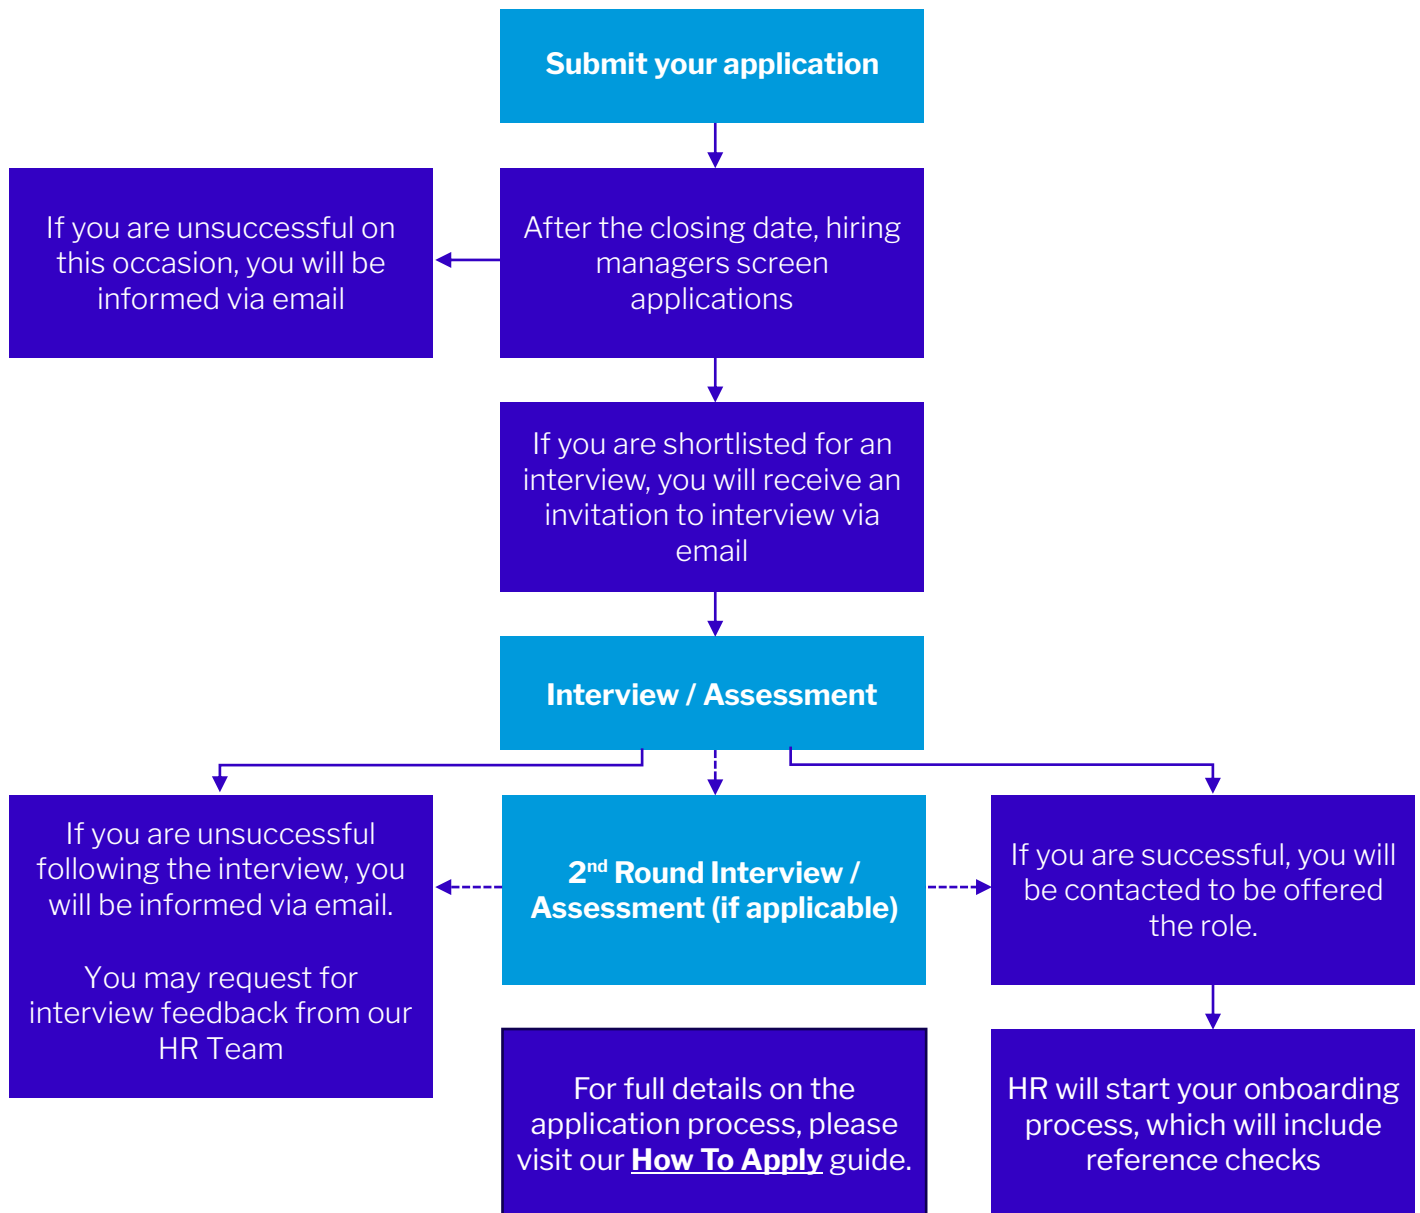 Submit your application
If you are unsuccessful on
this occasion, you will be
informed via email
After the closing date, hiring
managers screen
applications
If you are shortlisted for an
interview, you will receive an
invitation to interview via
email
Interview / Assessment
If you are unsuccessful
following the interview, you
will be informed via email.
You may request for
interview feedback from our
HR Team
2nd Round Interview /
Assessment (if applicable)
If you are successful, you will
be contacted to be offered
the role.
For full details on the
application process, please
visit our How To Apply guide.
HR will start your onboarding
process, which will include
reference checks